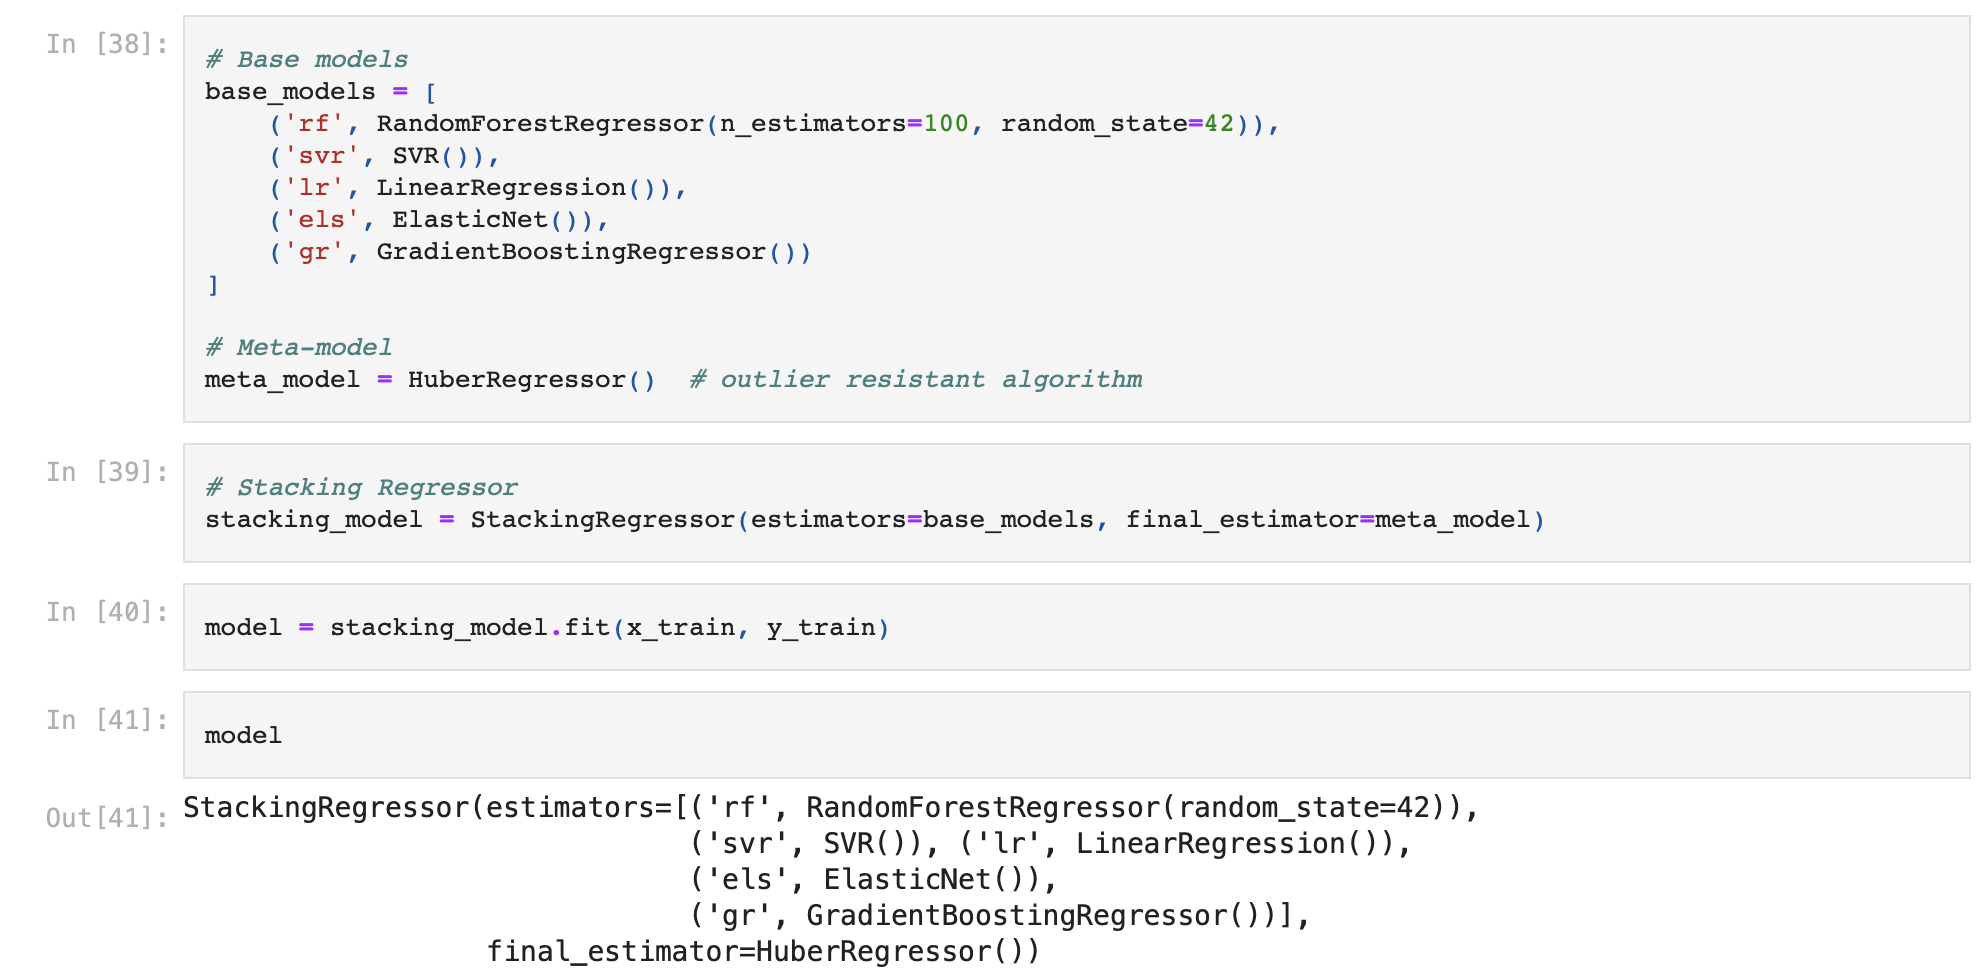 In [38]:
# Base models
base_models = [
    ('rf', RandomForestRegressor(n_estimators=100, random_state=42)),
    ('svr', SVR()),
    ('lr', LinearRegression()),
    ('els', ElasticNet()),
    ('gr', GradientBoostingRegressor())
]
# Meta-model
meta_model = HuberRegressor()  # outlier resistant algorithm
In [39]:
# Stacking Regressor
stacking_model = StackingRegressor(estimators=base_models, final_estimator=meta_model)
In [40]:
model = stacking_model.fit(x_train, y_train)
In [41]:
model
Out[41]:
StackingRegressor(estimators=[('rf', RandomForestRegressor(random_state=42)),
                              ('svr', SVR()), ('lr', LinearRegression()),
                              ('els', ElasticNet()),
                              ('gr', GradientBoostingRegressor())],
                  final_estimator=HuberRegressor())